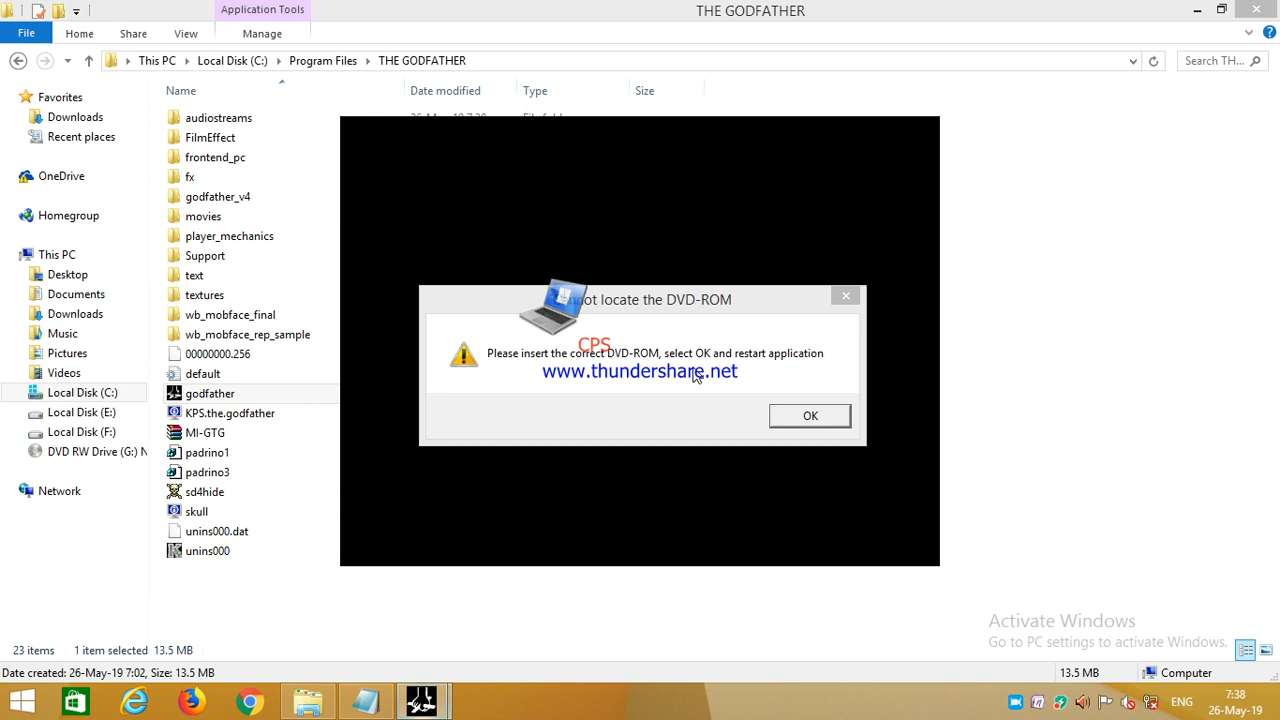 Application Tools
THE GODFATHER
File
Home
Share
View
Manage
This PC
Local Disk (C:)
Program Files
THE GODFATHER
Search TH...
Name
Date modified
Type
Size
Favorites
Downloads
Recent places
OneDrive
Homegroup
This PC
Desktop
Documents
Downloads
Music
Pictures
Videos
Local Disk (C:)
Local Disk (E:)
Local Disk (F:)
DVD RW Drive (G:) N
Network
audiostreams
FilmEffect
frontend_pc
fx
godfather_v4
movies
player_mechanics
Support
text
textures
wb_mobface_final
wb_mobface_rep_sample
00000000.256
default
godfather
KPS.the.godfather
MI-GTG
padrino1
padrino3
sd4hide
skull
unins000.dat
unins000
not locate the DVD-ROM
CPS
Please insert the correct DVD-ROM, select OK and restart application
www.thundershare.net
OK
Activate Windows
Go to PC settings to activate Windows.
23 items
1 item selected 13.5 MB
Date created: 26-May-19 7:02, Size: 13.5 MB
13.5 MB
Computer
ENG
7:38
26-May-19